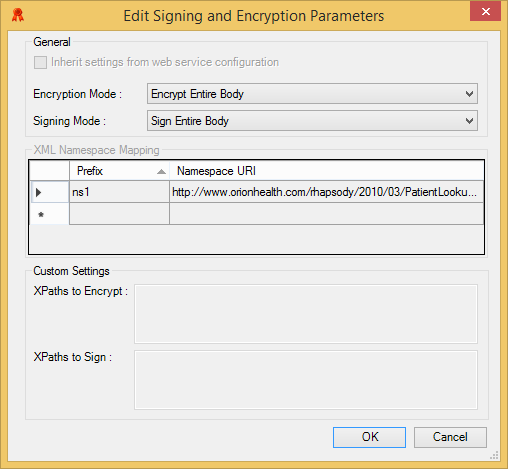 Edit Signing and Encryption Parameters
General
Inherit settings from web service configuration
Encryption Mode : Encrypt Entire Body
Signing Mode : Sign Entire Body
XML Namespace Mapping
Prefix Namespace URI
ns1 http://www.orionhealth.com/rhapsody/2010/03/PatientLooku...
Custom Settings
XPaths to Encrypt :
XPaths to Sign :
OK Cancel